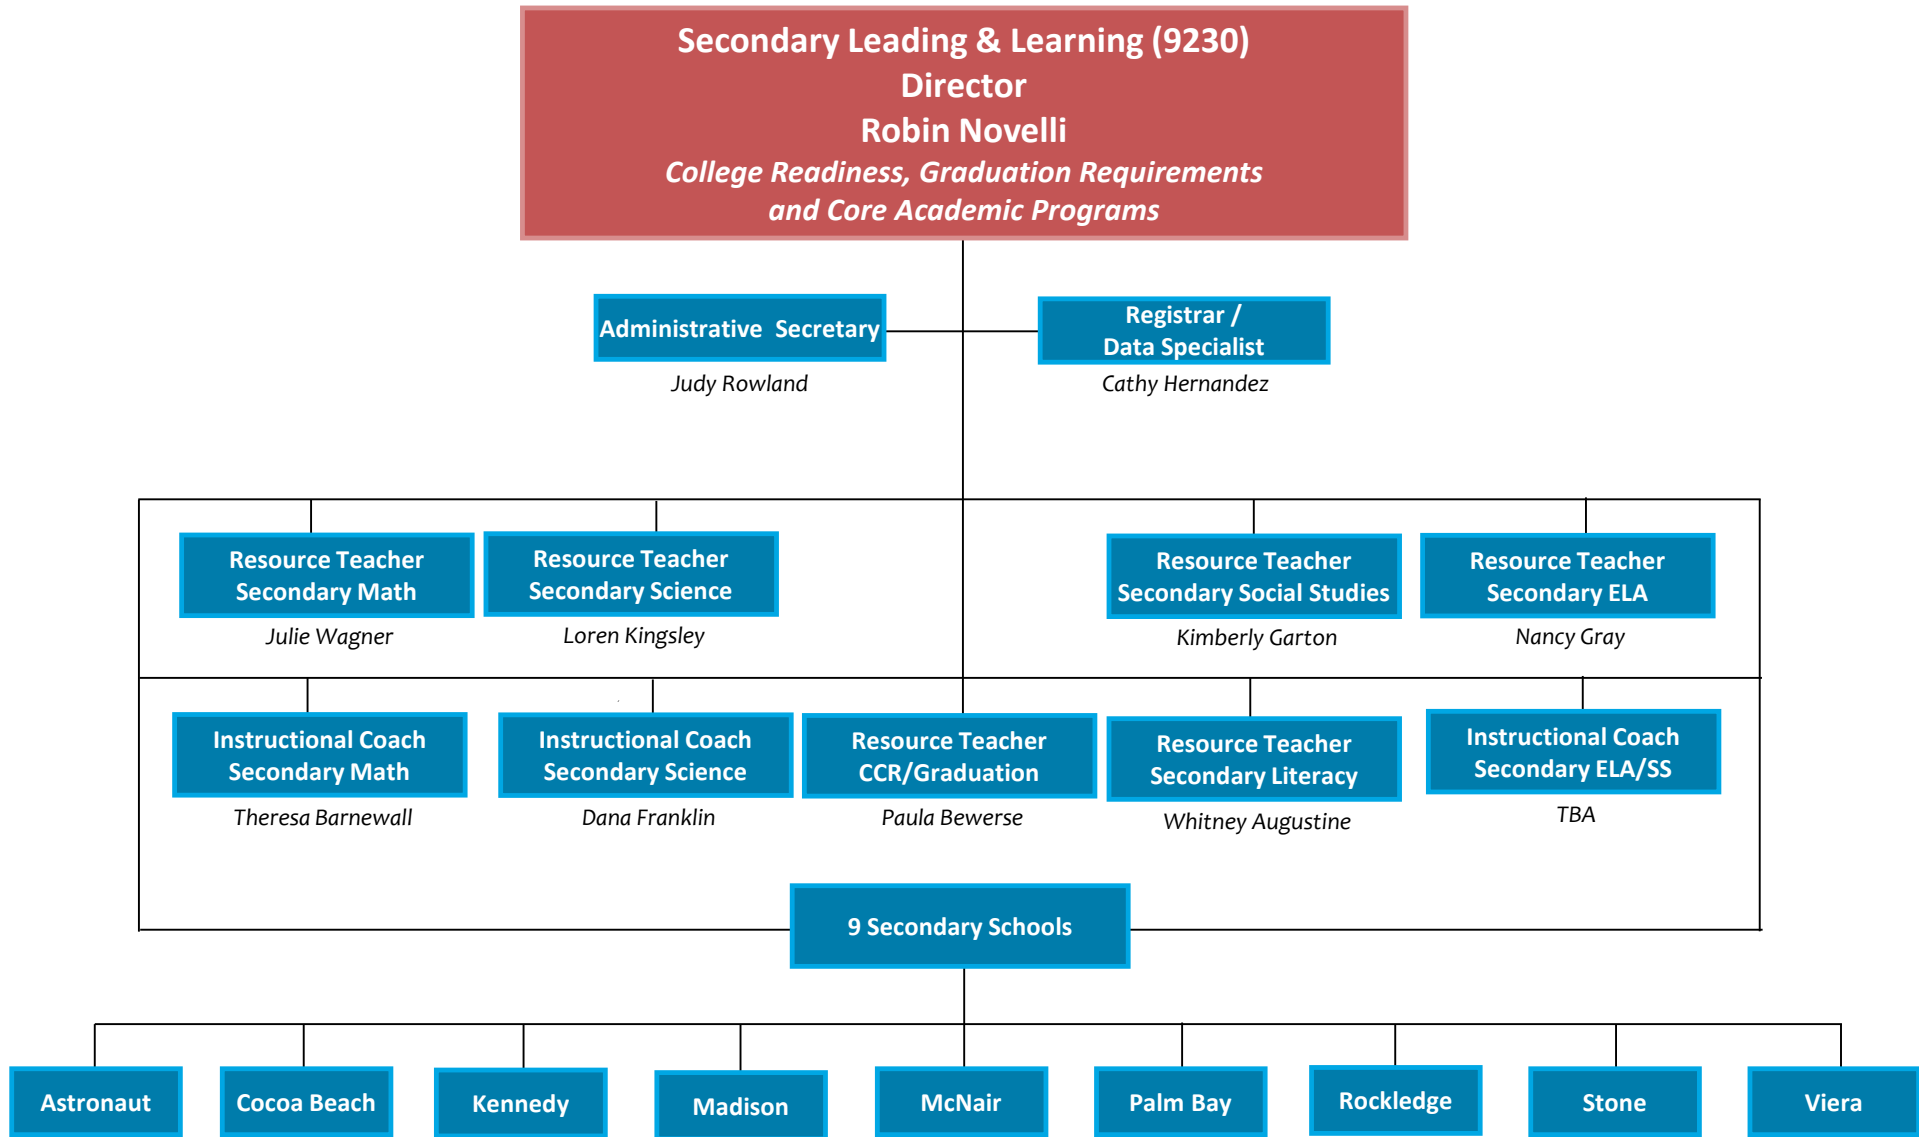 Secondary Leading & Learning (9230)
Director
Robin Novelli
College Readiness, Graduation Requirements
and Core Academic Programs
Administrative Secretary
Judy Rowland
Registrar /
Data Specialist
Cathy Hernandez
Resource Teacher
Secondary Math
Julie Wagner
Resource Teacher
Secondary Science
Loren Kingsley
Resource Teacher
Secondary Social Studies
Kimberly Garton
Resource Teacher
Secondary ELA
Nancy Gray
Instructional Coach
Secondary Math
Theresa Barnewall
Instructional Coach
Secondary Science
Dana Franklin
Resource Teacher
CCR/Graduation
Paula Bewerse
Resource Teacher
Secondary Literacy
Whitney Augustine
Instructional Coach
Secondary ELA/SS
TBA
9 Secondary Schools
Astronaut
Cocoa Beach
Kennedy
Madison
McNair
Palm Bay
Rockledge
Stone
Viera